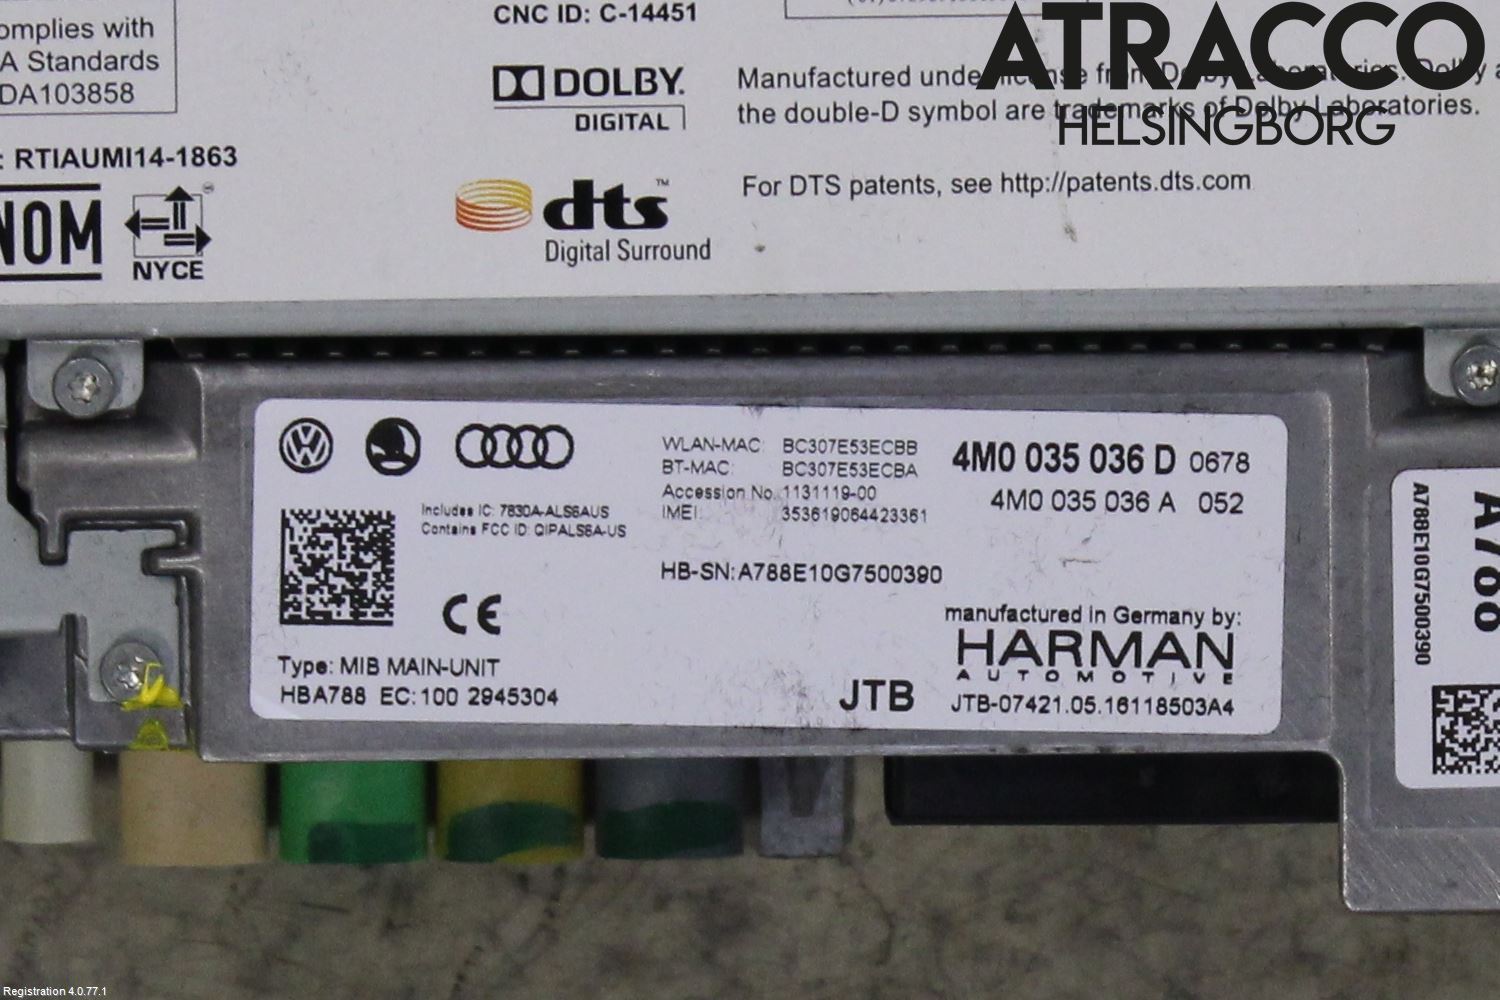 omplies with
A Standards
DA103858
: RTIAUMI14-1863
NOM
NYCE
CNC ID: C-14451
DOLBY.
DIGITAL
dts™
Digital Surround
Manufactured under license from Dolby Laboratories. Dolby a
the double-D symbol are trademarks of Dolby Laboratories.
For DTS patents, see http://patents.dts.com
ATRACCO
HELSINGBORG
WLAN-MAC: BC307E53ECBB
BT-MAC: BC307E53ECBA
Accession No. 1131119-00
IMEI: 353619064423361
4M0 035 036 D 0678
4M0 035 036 A 052
Includes IC: 7830A-ALS6AUS
Contains FCC ID: QIPALS6A-US
HB-SN:A788E10G7500390
CE
Type: MIB MAIN-UNIT
HBA788 EC:100 2945304
JTB
manufactured in Germany by:
HARMAN
AUTOMOTIVE
JTB-07421.05.16118503A4
A788E10G7500390
A788
Registration 4.0.77.1